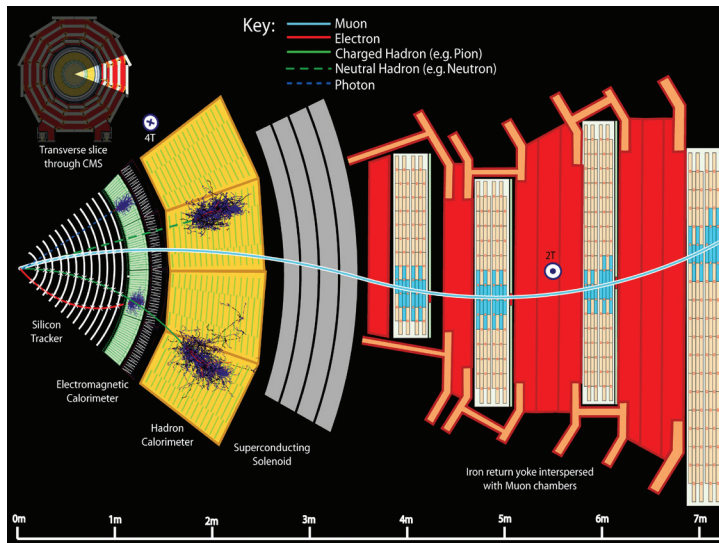 Key:
Muon
Electron
Charged Hadron (e.g. Pion)
Neutral Hadron (e.g. Neutron)
Photon
Transverse slice
through CMS
4T
2T
Silicon
Tracker
Electromagnetic
Calorimeter
Hadron
Calorimeter
Superconducting
Solenoid
Iron return yoke interspersed
with Muon chambers
0m 1m 2m 3m 4m 5m 6m 7m